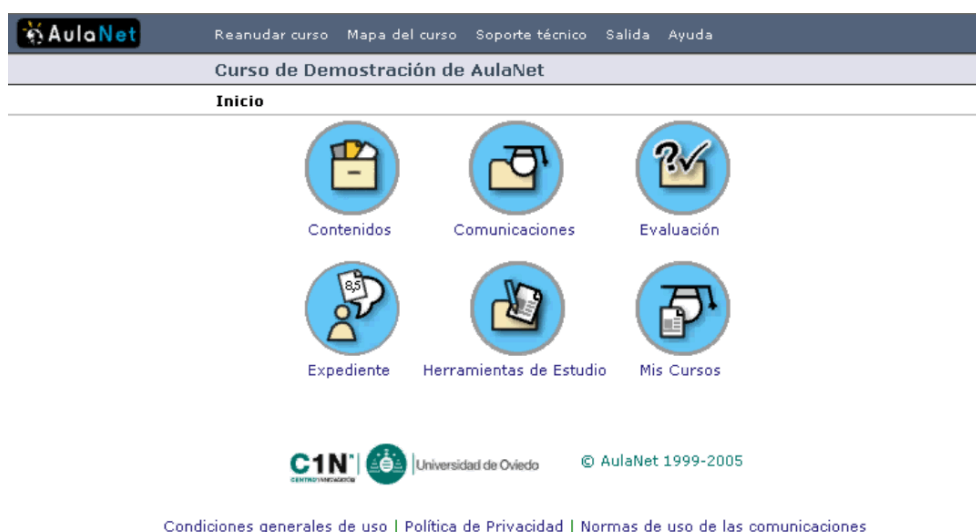 AulaNet
Reanudar curso Mapa del curso Soporte técnico Salida Ayuda
Curso de Demostración de AulaNet
Inicio
Contenidos Comunicaciones Evaluación
8,5
Expediente Herramientas de Estudio Mis Cursos
C1N Universidad de Oviedo © AulaNet 1999-2005
Condiciones generales de uso | Política de Privacidad | Normas de uso de las comunicaciones